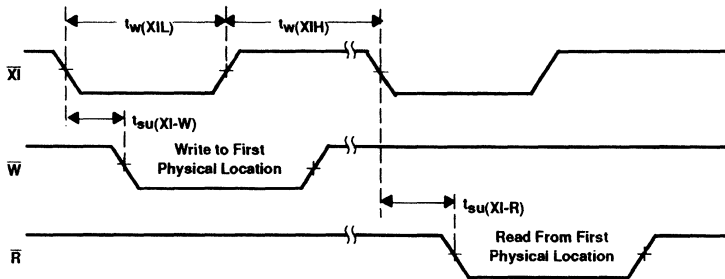 tw(XIL)
tw(XIH)
XI
tsu(XI-W)
W
Write to First
Physical Location
tsu(XI-R)
R
Read From First
Physical Location